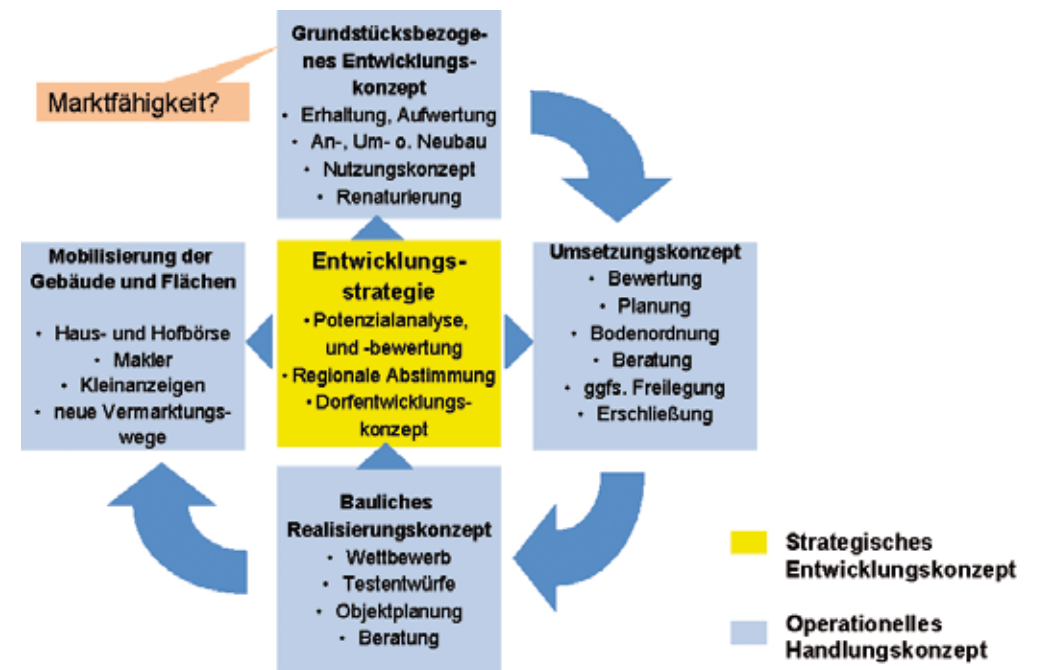 Grundstücksbezoge-
nes Entwicklungs-
konzept
• Erhaltung, Aufwertung
• An-, Um- o. Neubau
• Nutzungskonzept
• Renaturierung
Marktfähigkeit?
Mobilisierung der
Gebäude und Flächen
• Haus- und Hofbörse
• Makler
• Kleinanzeigen
• neue Vermarktungs-
wege
Entwicklungs-
strategie
• Potenzialanalyse,
und -bewertung
• Regionale Abstimmung
• Dorfentwicklungs-
konzept
Umsetzungskonzept
• Bewertung
• Planung
• Bodenordnung
• Beratung
• ggfs. Freilegung
• Erschließung
Bauliches
Realisierungskonzept
• Wettbewerb
• Testentwürfe
• Objektplanung
• Beratung
Strategisches
Entwicklungskonzept
Operationelles
Handlungskonzept